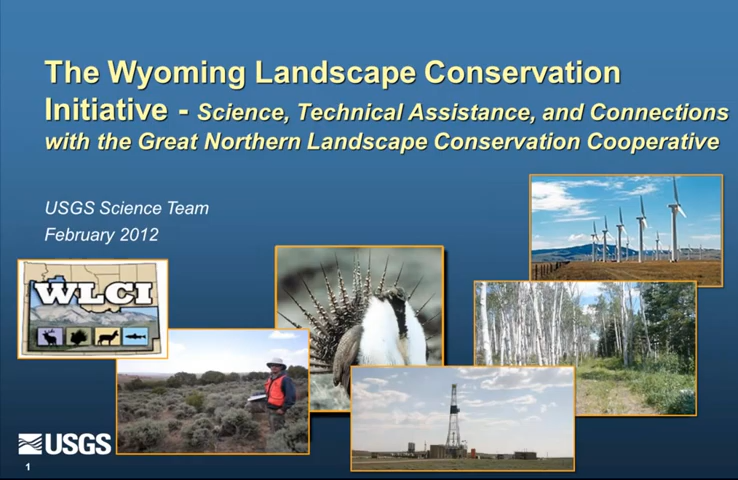 The Wyoming Landscape Conservation
Initiative - Science, Technical Assistance, and Connections
with the Great Northern Landscape Conservation Cooperative
USGS Science Team
February 2012
WLCI
USGS
1